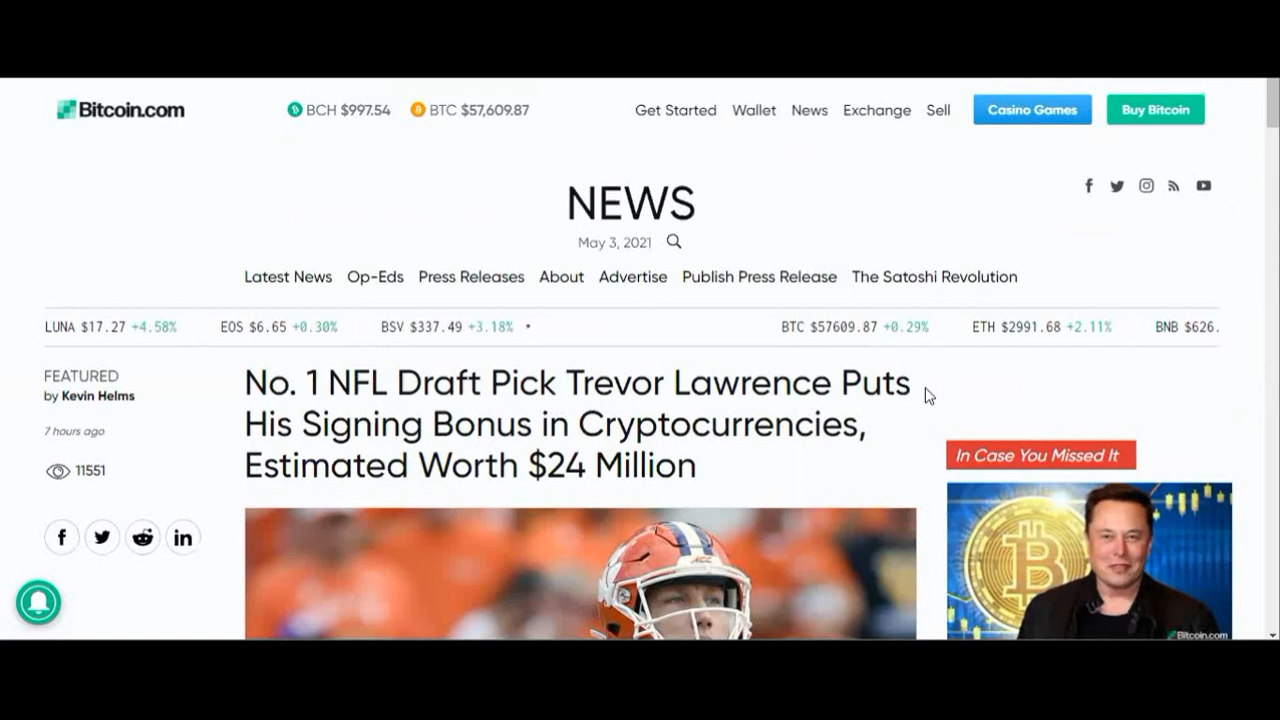 Bitcoin.com
BCH $997.54
BTC $57,609.87
Get Started Wallet News Exchange Sell
Casino Games
Buy Bitcoin
NEWS
May 3, 2021
Latest News Op-Eds Press Releases About Advertise Publish Press Release The Satoshi Revolution
LUNA $17.27 +4.58% EOS $6.65 +0.30% BSV $337.49 +3.18% • BTC $57609.87 +0.29% ETH $2991.68 +2.11% BNB $626.
FEATURED
by Kevin Helms
7 hours ago
11551
No. 1 NFL Draft Pick Trevor Lawrence Puts
His Signing Bonus in Cryptocurrencies,
Estimated Worth $24 Million
ACC
In Case You Missed It
Bitcoin.com